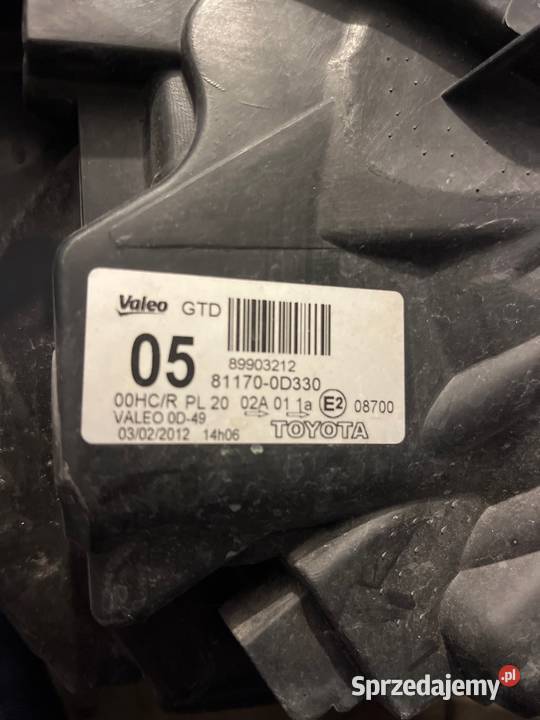 Valeo GTD
05
89903212
81170-0D330
00HC/R PL 20 02A 01 1a E2 08700
VALEO 0D-49
03/02/2012 14h06 TOYOTA
Sprzedajemy.pl